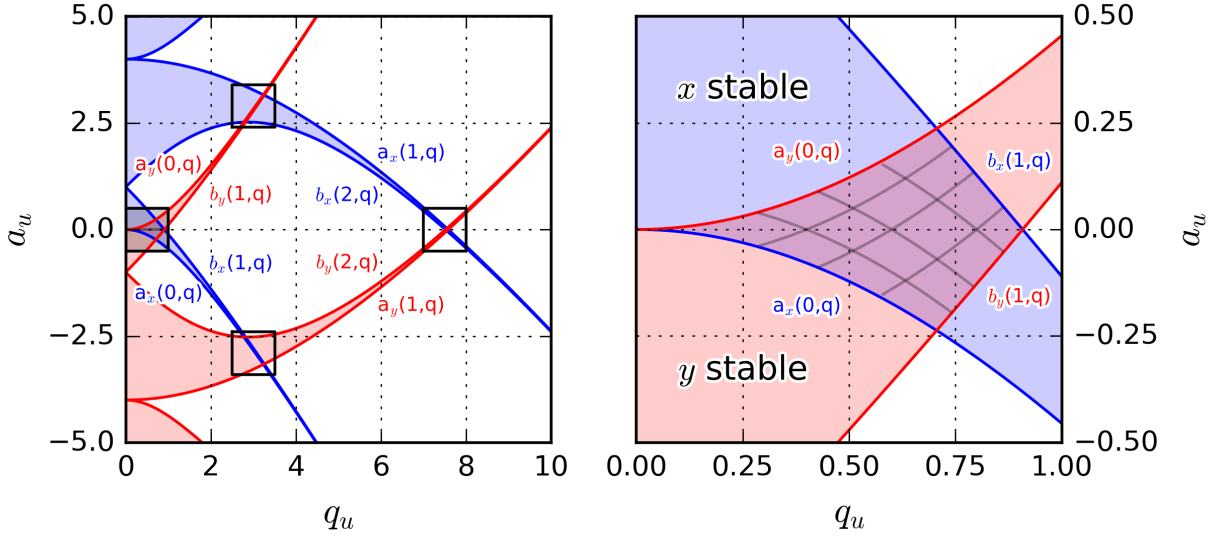 5.0
2.5
0.0
−2.5
−5.0
a_u
0
2
4
6
8
10
q_u
a_y(0,q)
b_y(1,q)
b_x(1,q)
a_x(0,q)
a_x(1,q)
b_x(2,q)
b_y(2,q)
a_y(1,q)
x stable
a_y(0,q)
b_x(1,q)
a_x(0,q)
b_y(1,q)
y stable
0.50
0.25
0.00
−0.25
−0.50
a_u
0.00
0.25
0.50
0.75
1.00
q_u